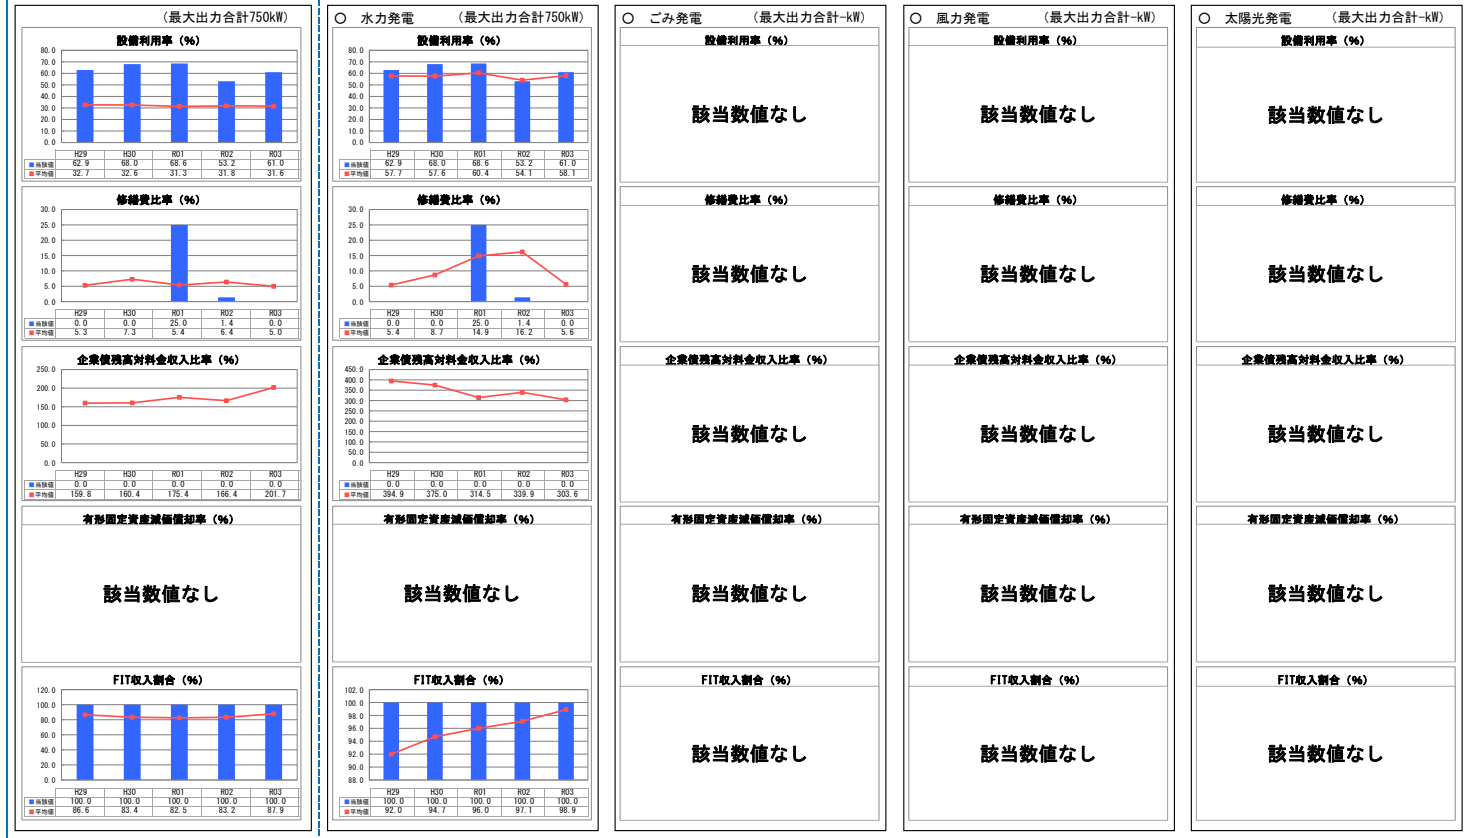 （最大出力合計750kW）
設備利用率（%）
80.0
70.0
60.0
50.0
40.0
30.0
20.0
10.0
0.0
H29 H30 R01 R02 R03
当該値 62.9 68.0 68.6 53.2 61.0
平均値 32.7 32.6 31.3 31.8 31.6
修繕費比率（%）
30.0
25.0
20.0
15.0
10.0
5.0
0.0
H29 H30 R01 R02 R03
当該値 0.0 0.0 25.0 1.4 0.0
平均値 5.3 7.3 5.4 6.4 5.0
企業債残高対料金収入比率（%）
250.0
200.0
150.0
100.0
50.0
0.0
H29 H30 R01 R02 R03
当該値 0.0 0.0 0.0 0.0 0.0
平均値 159.8 160.4 175.4 166.4 201.7
有形固定資産減価償却率（%）
該当数値なし
FIT収入割合（%）
120.0
100.0
80.0
60.0
40.0
20.0
0.0
H29 H30 R01 R02 R03
当該値 100.0 100.0 100.0 100.0 100.0
平均値 86.6 83.4 82.5 83.2 87.9
○ 水力発電 （最大出力合計750kW）
設備利用率（%）
80.0
70.0
60.0
50.0
40.0
30.0
20.0
10.0
0.0
H29 H30 R01 R02 R03
当該値 62.9 68.0 68.6 53.2 61.0
平均値 57.7 57.6 60.4 54.1 58.1
修繕費比率（%）
30.0
25.0
20.0
15.0
10.0
5.0
0.0
H29 H30 R01 R02 R03
当該値 0.0 0.0 25.0 1.4 0.0
平均値 5.4 8.7 14.9 16.2 5.6
企業債残高対料金収入比率（%）
450.0
400.0
350.0
300.0
250.0
200.0
150.0
100.0
50.0
0.0
H29 H30 R01 R02 R03
当該値 0.0 0.0 0.0 0.0 0.0
平均値 394.9 375.0 314.5 339.9 303.6
有形固定資産減価償却率（%）
該当数値なし
FIT収入割合（%）
102.0
100.0
98.0
96.0
94.0
92.0
90.0
88.0
H29 H30 R01 R02 R03
当該値 100.0 100.0 100.0 100.0 100.0
平均値 92.0 94.7 96.0 97.1 98.9
○ ごみ発電 （最大出力合計-kW）
設備利用率（%）
該当数値なし
修繕費比率（%）
該当数値なし
企業債残高対料金収入比率（%）
該当数値なし
有形固定資産減価償却率（%）
該当数値なし
FIT収入割合（%）
該当数値なし
○ 風力発電 （最大出力合計-kW）
設備利用率（%）
該当数値なし
修繕費比率（%）
該当数値なし
企業債残高対料金収入比率（%）
該当数値なし
有形固定資産減価償却率（%）
該当数値なし
FIT収入割合（%）
該当数値なし
○ 太陽光発電 （最大出力合計-kW）
設備利用率（%）
該当数値なし
修繕費比率（%）
該当数値なし
企業債残高対料金収入比率（%）
該当数値なし
有形固定資産減価償却率（%）
該当数値なし
FIT収入割合（%）
該当数値なし